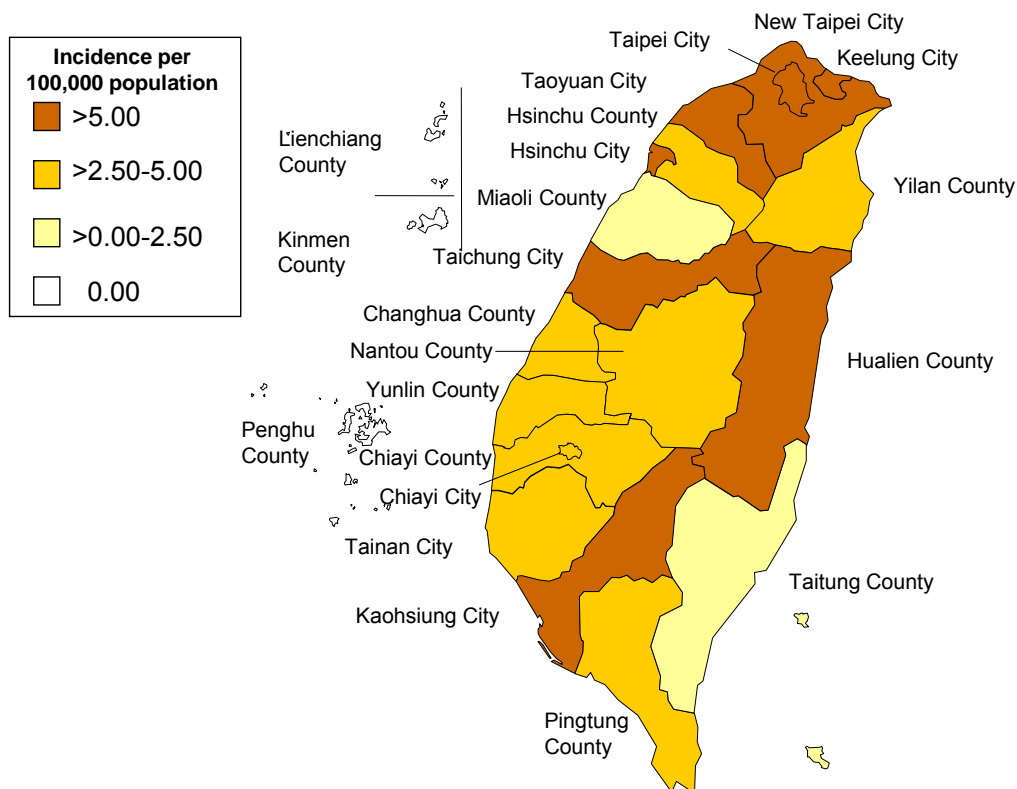 Incidence per
100,000 population
>5.00
>2.50-5.00
>0.00-2.50
0.00
New Taipei City
Taipei City
Keelung City
Taoyuan City
Hsinchu County
Lienchiang
County
Hsinchu City
Yilan County
Miaoli County
Kinmen
County
Taichung City
Changhua County
Nantou County
Hualien County
Yunlin County
Penghu
County
Chiayi County
Chiayi City
Tainan City
Taitung County
Kaohsiung City
Pingtung
County